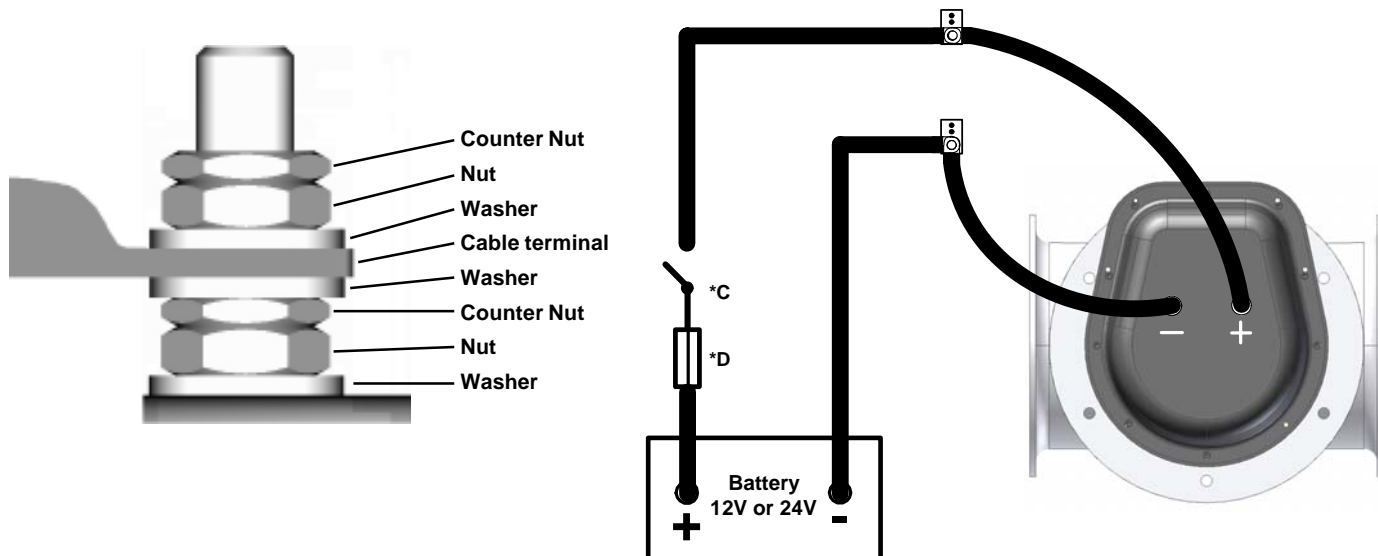 Counter Nut
Nut
Washer
Cable terminal
Washer
Counter Nut
Nut
Washer
*C
*D
Battery
12V or 24V
+ -
− +